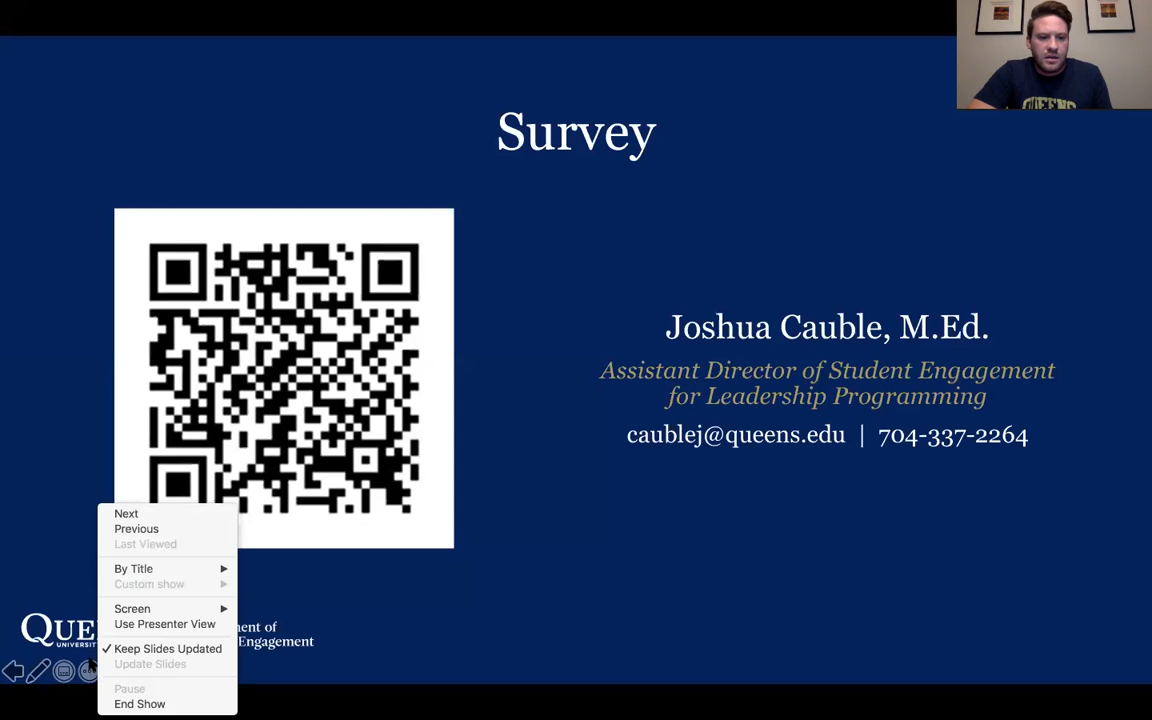 QUEENS
Survey
Joshua Cauble, M.Ed.
Assistant Director of Student Engagement
for Leadership Programming
caublej@queens.edu | 704-337-2264
Next
Previous
Last Viewed
By Title
Custom show
Screen
Use Presenter View
✓ Keep Slides Updated
Update Slides
Pause
End Show
QUE
UNIVERSIT
ent of
Engagement